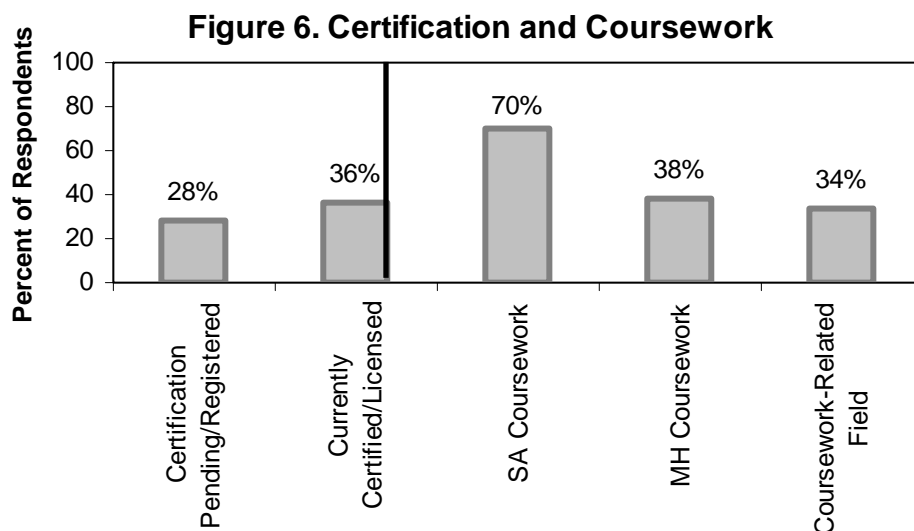 Figure 6. Certification and Coursework
Percent of Respondents
100
80
60
40
20
0
28%
36%
70%
38%
34%
Certification
Pending/Registered
Currently
Certified/Licensed
SA Coursework
MH Coursework
Coursework-Related
Field